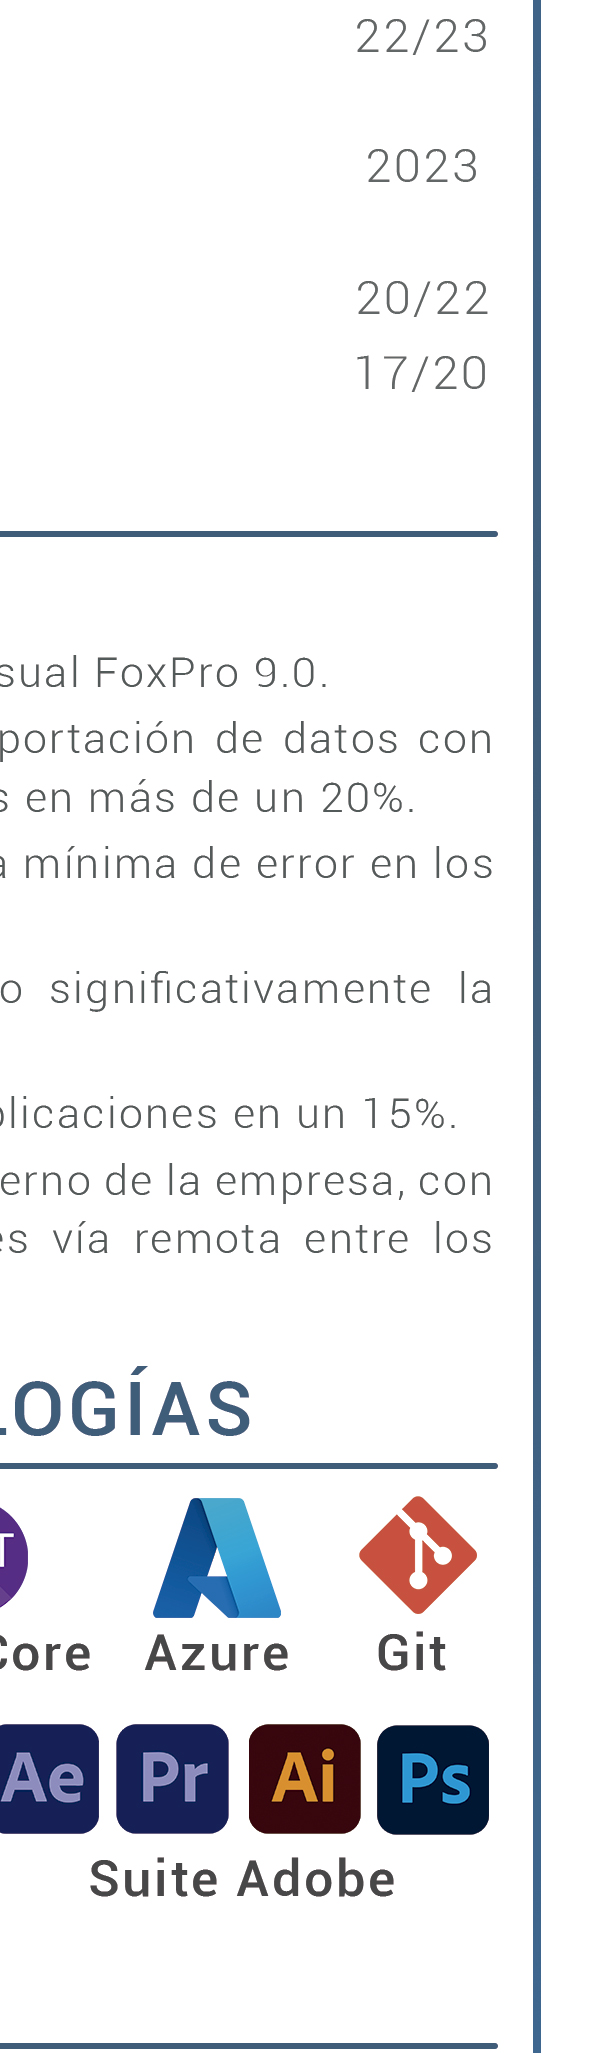 22/23
2023
20/22
17/20
sual FoxPro 9.0.
portación de datos con
s en más de un 20%.
a mínima de error en los
o significativamente la
plicaciones en un 15%.
erno de la empresa, con
es vía remota entre los
LOGÍAS
T
Core Azure Git
Ae Pr Ai Ps
Suite Adobe